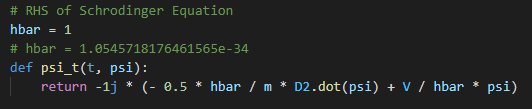 # RHS of Schrodinger Equation
hbar = 1
# hbar = 1.0545718176461565e-34
def psi_t(t, psi):
    return -1j * (- 0.5 * hbar / m * D2.dot(psi) + V / hbar * psi)